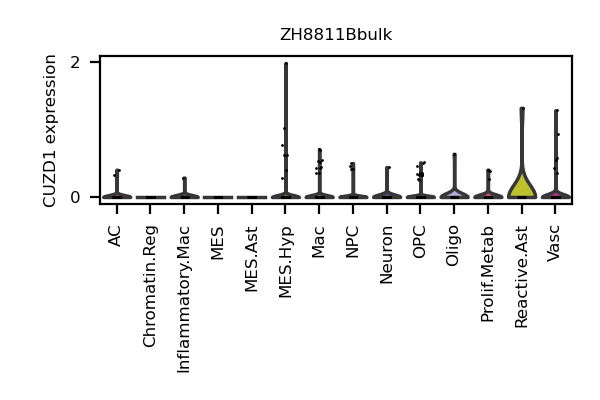 ZH8811Bbulk
CUZD1 expression
2
0
AC
Chromatin.Reg
Inflammatory.Mac
MES
MES.Ast
MES.Hyp
Mac
NPC
Neuron
OPC
Oligo
Prolif.Metab
Reactive.Ast
Vasc